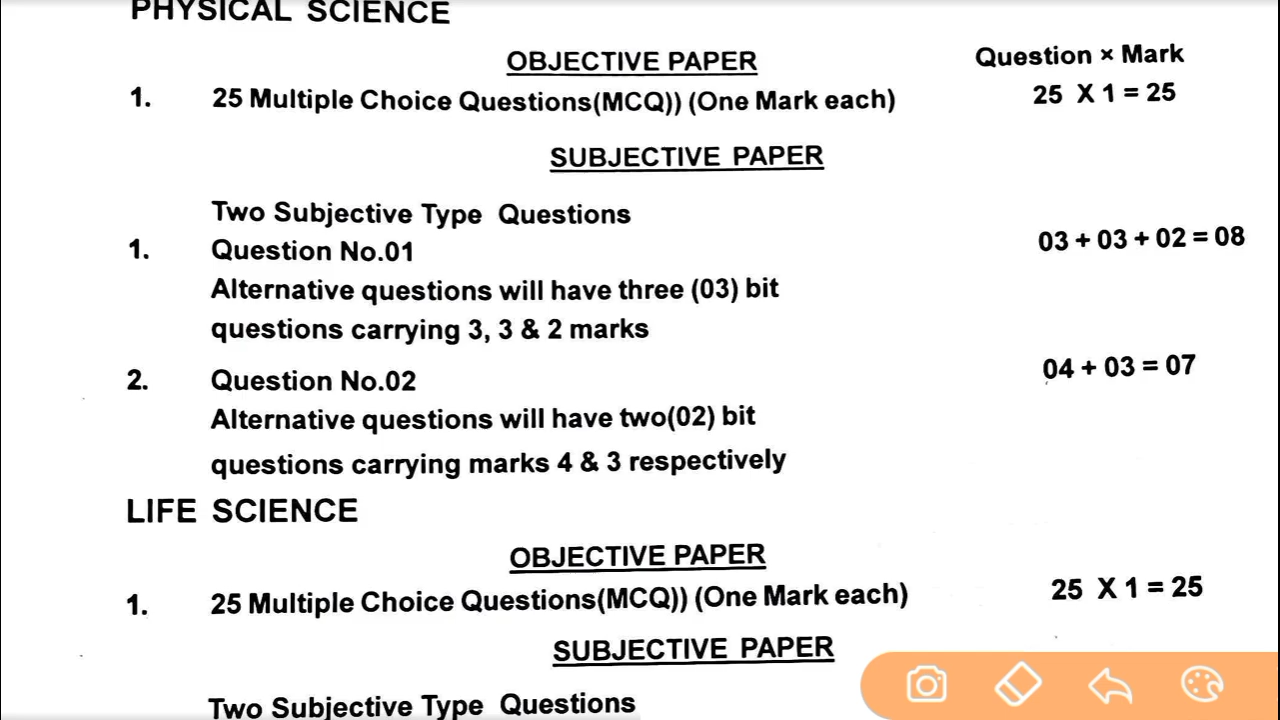 PHYSICAL SCIENCE
OBJECTIVE PAPER
Question × Mark
1. 25 Multiple Choice Questions(MCQ)) (One Mark each) 25 X 1 = 25
SUBJECTIVE PAPER
Two Subjective Type Questions
1. Question No.01 03 + 03 + 02 = 08
Alternative questions will have three (03) bit
questions carrying 3, 3 & 2 marks
2. Question No.02 04 + 03 = 07
Alternative questions will have two(02) bit
questions carrying marks 4 & 3 respectively
LIFE SCIENCE
OBJECTIVE PAPER
1. 25 Multiple Choice Questions(MCQ)) (One Mark each) 25 X 1 = 25
SUBJECTIVE PAPER
Two Subjective Type Questions